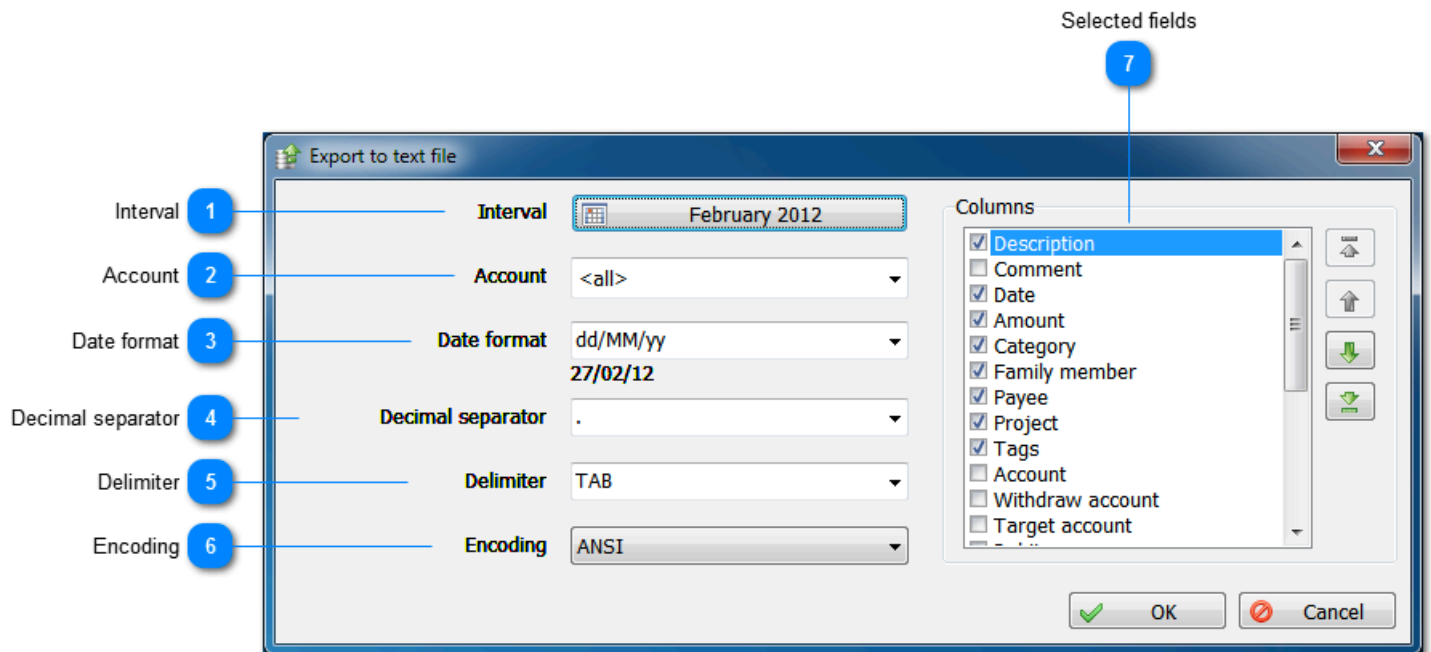 Selected fields
7
Export to text file
Interval 1 Interval February 2012
Account 2 Account <all>
Date format 3 Date format dd/MM/yy
27/02/12
Decimal separator 4 Decimal separator .
Delimiter 5 Delimiter TAB
Encoding 6 Encoding ANSI
Columns
Description
Comment
Date
Amount
Category
Family member
Payee
Project
Tags
Account
Withdraw account
Target account
OK Cancel